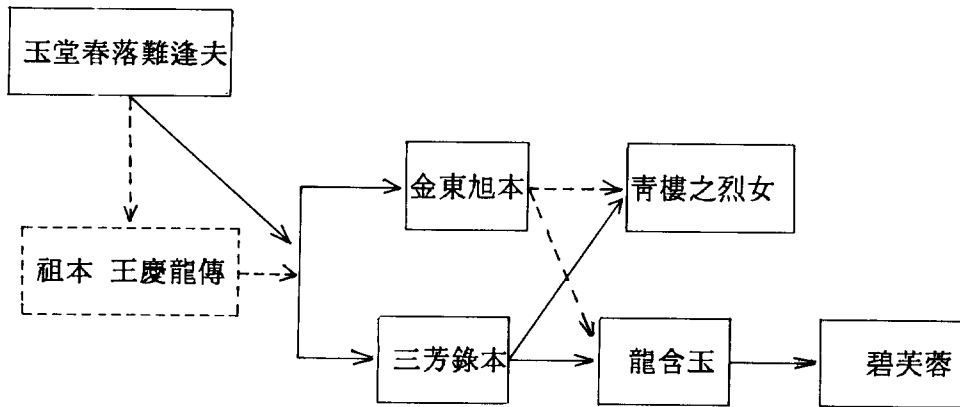 玉堂春落難逢夫
金東旭本
靑樓之烈女
祖本 王慶龍傳
三芳錄本
龍含玉
碧芙蓉